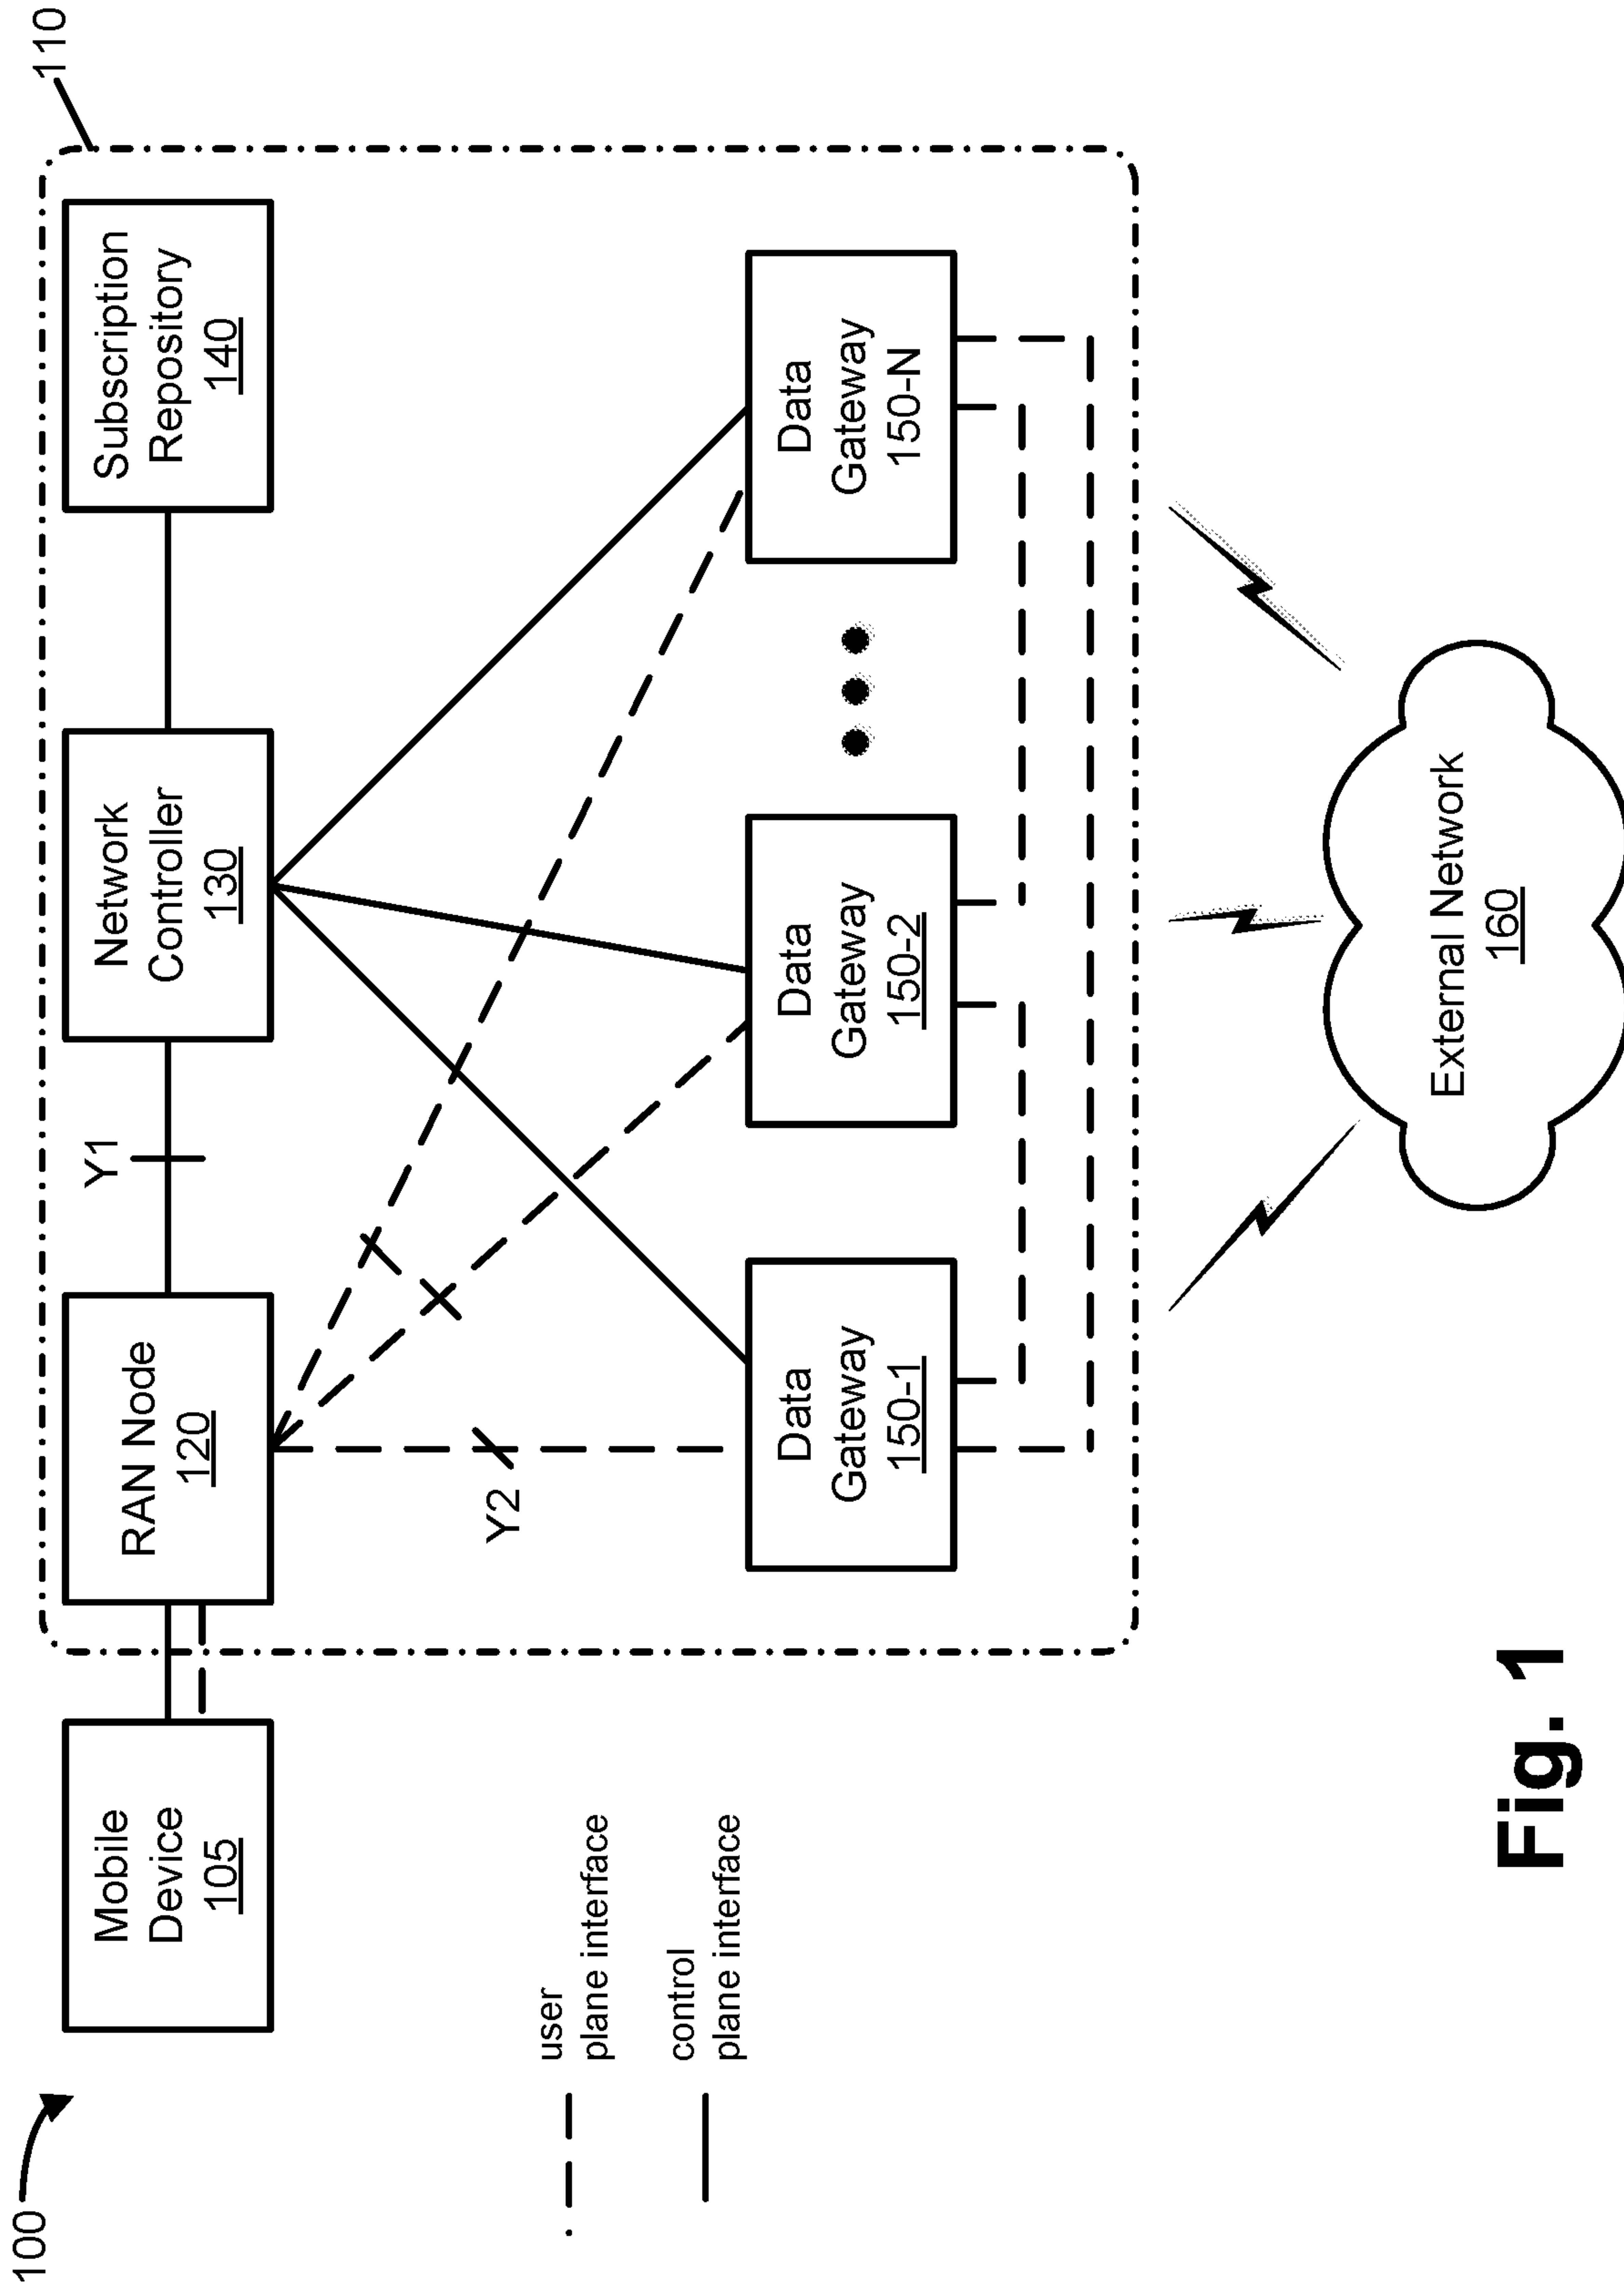 100
110
Mobile
Device
105
RAN Node
120
Y1
Network
Controller
130
Subscription
Repository
140
Y2
user
plane interface
control
plane interface
Data
Gateway
150-1
Data
Gateway
150-2
Data
Gateway
150-N
External Network
160
Fig. 1